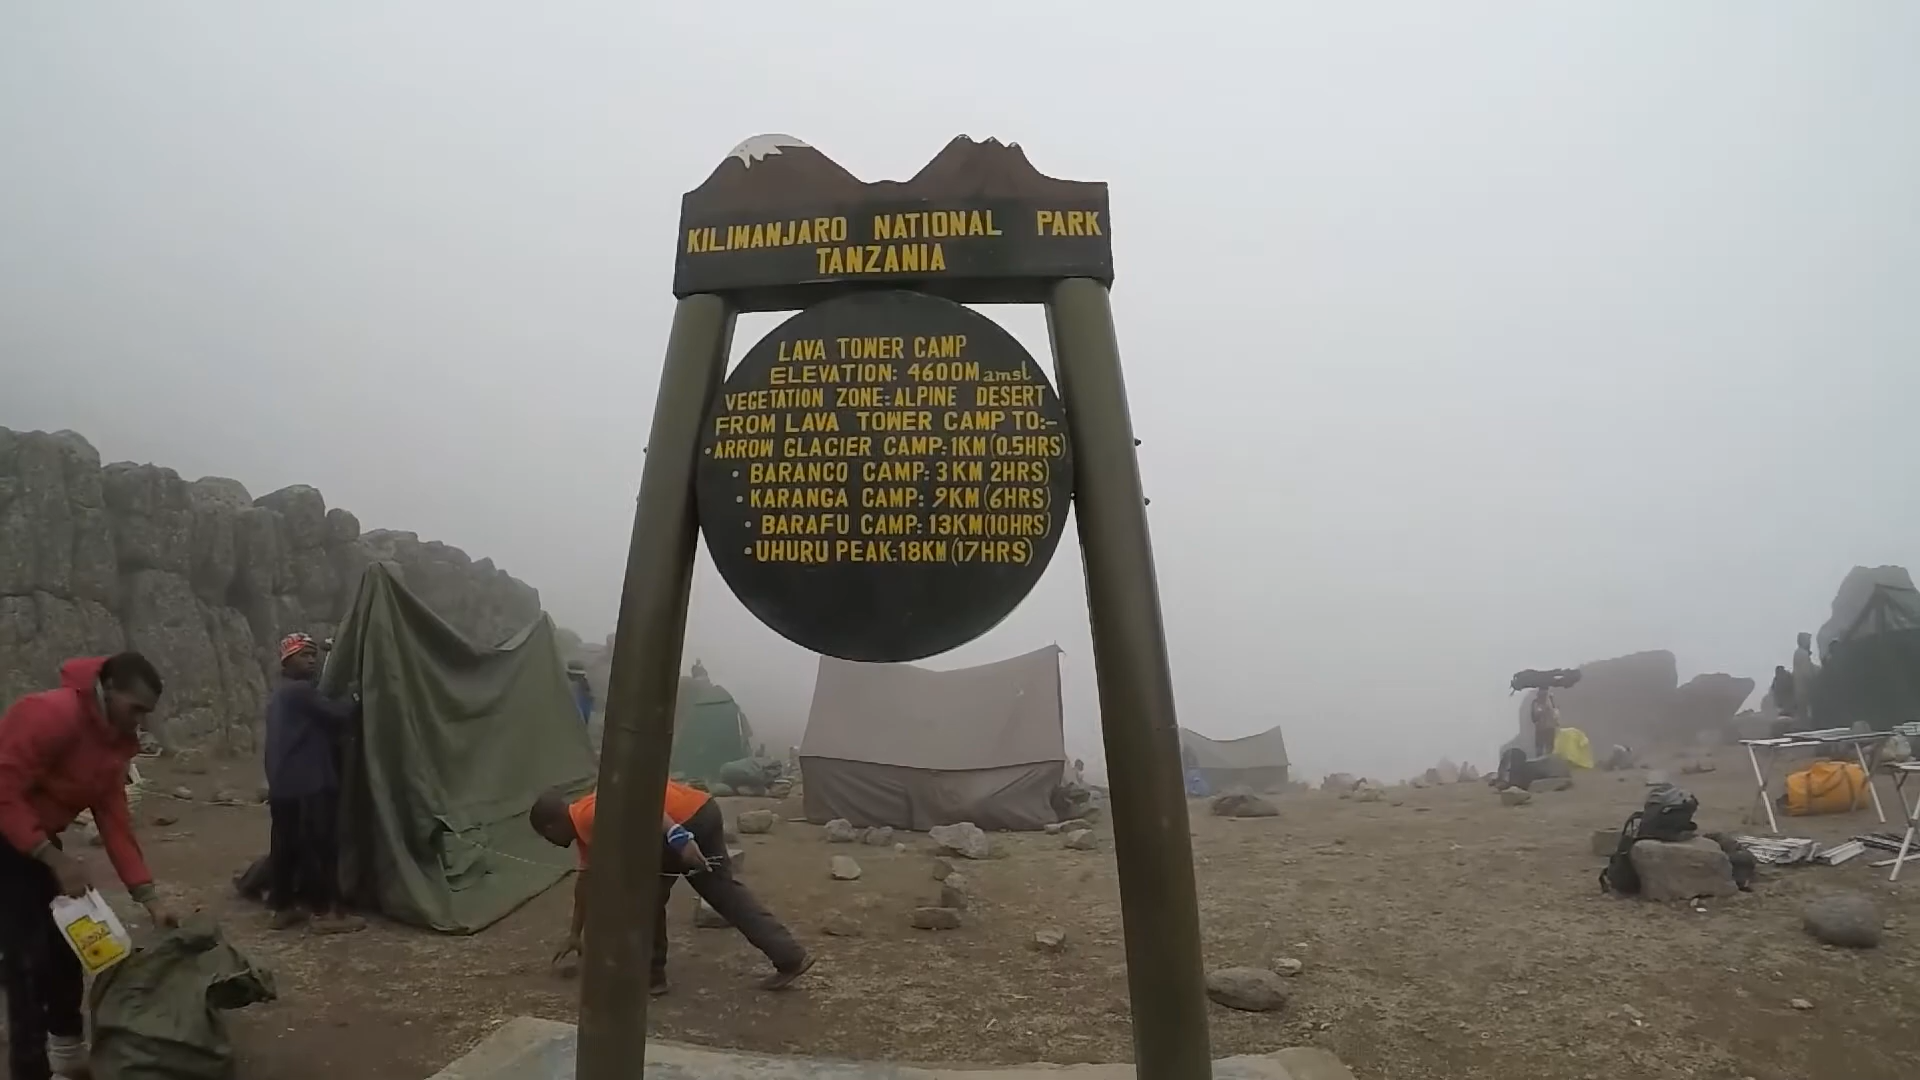 KILIMANJARO NATIONAL PARK
TANZANIA
LAVA TOWER CAMP
ELEVATION: 4600M amsl
VEGETATION ZONE: ALPINE DESERT
FROM LAVA TOWER CAMP TO:-
•ARROW GLACIER CAMP: 1KM (0.5HRS)
• BARANCO CAMP: 3KM 2HRS)
• KARANGA CAMP: 9KM (6HRS)
• BARAFU CAMP: 13KM (10HRS)
•UHURU PEAK: 18KM (17HRS)